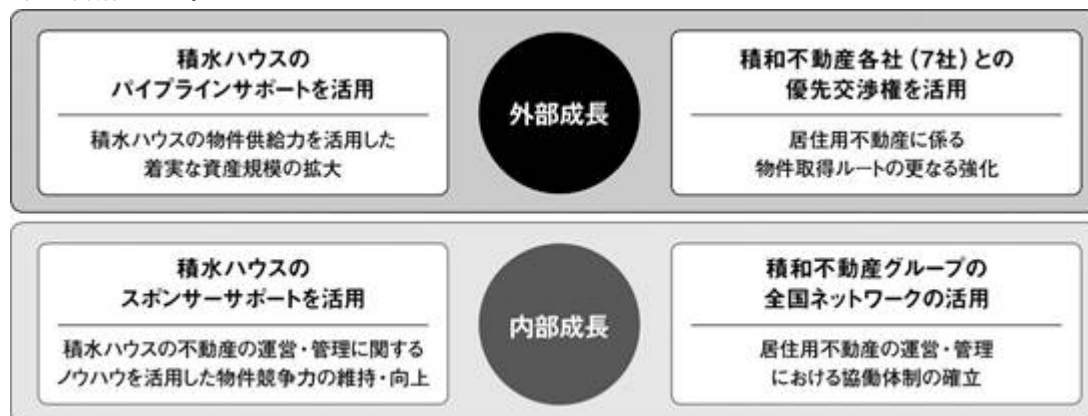 積水ハウスの
パイプラインサポートを活用
積水ハウスの物件供給力を活用した
着実な資産規模の拡大
外部成長
積和不動産各社(7社)との
優先交渉権を活用
居住用不動産に係る
物件取得ルートの更なる強化
積水ハウスの
スポンサーサポートを活用
積水ハウスの不動産の運営・管理に関する
ノウハウを活用した物件競争力の維持・向上
内部成長
積和不動産グループの
全国ネットワークの活用
居住用不動産の運営・管理
における協働体制の確立